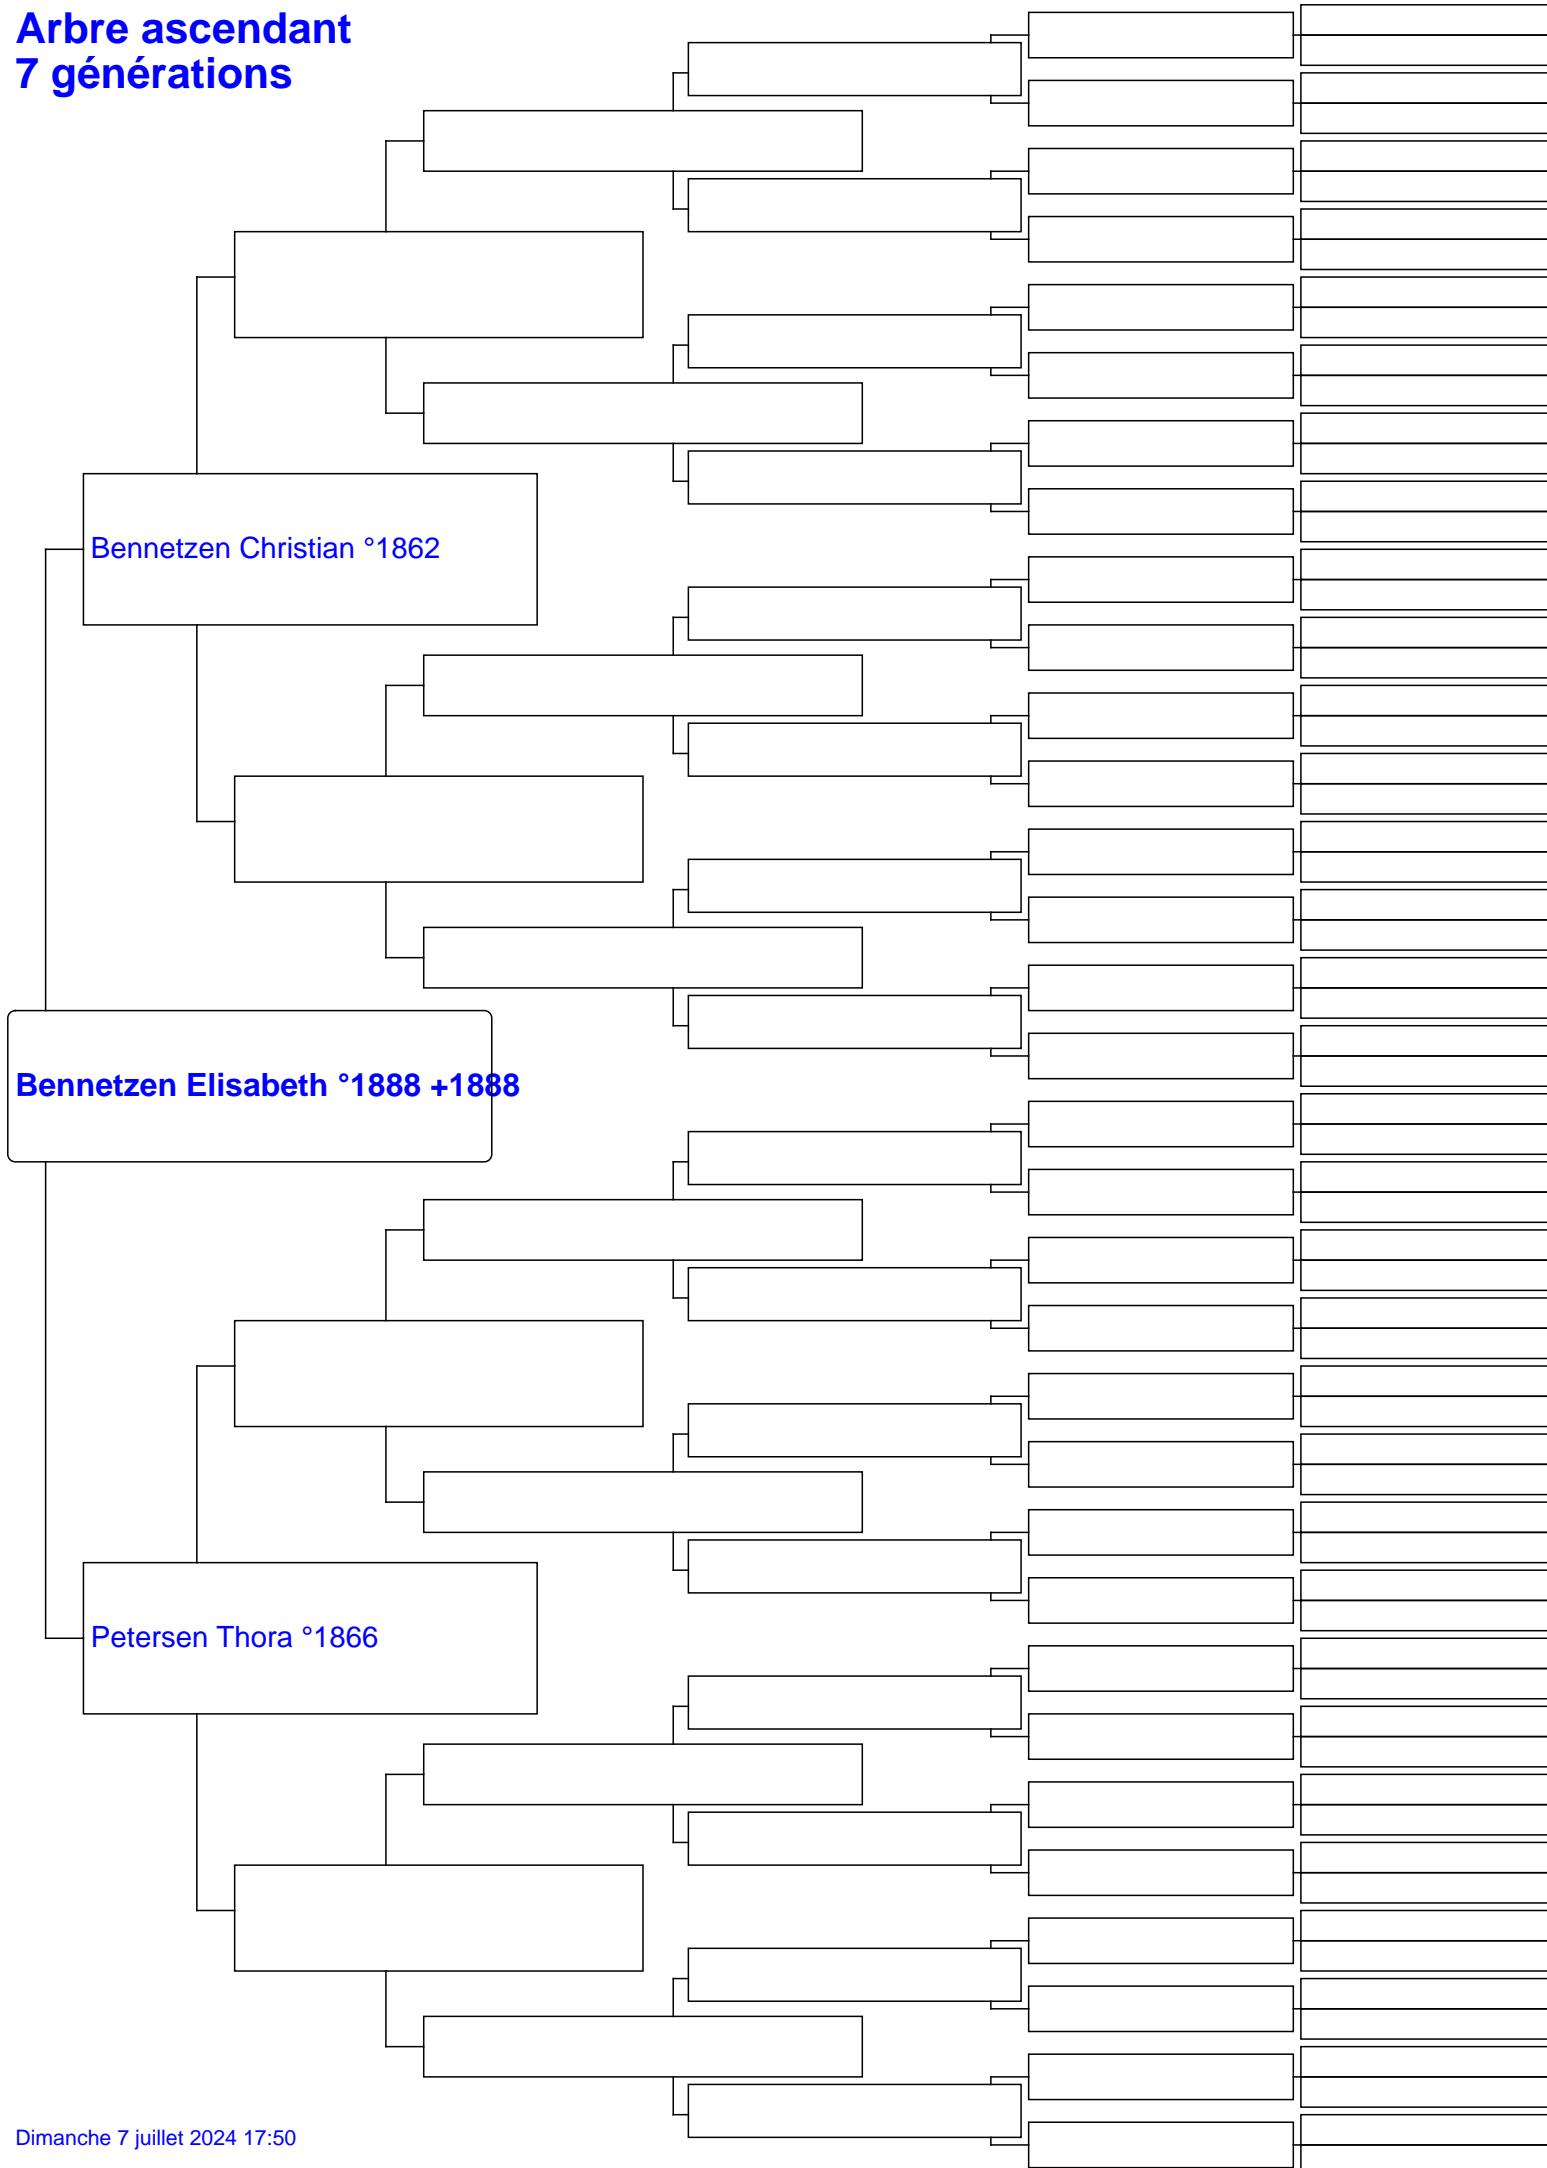 Arbre ascendant
7 générations
Bennetzen Christian °1862
Bennetzen Elisabeth °1888 +1888
Petersen Thora °1866
Dimanche 7 juillet 2024 17:50